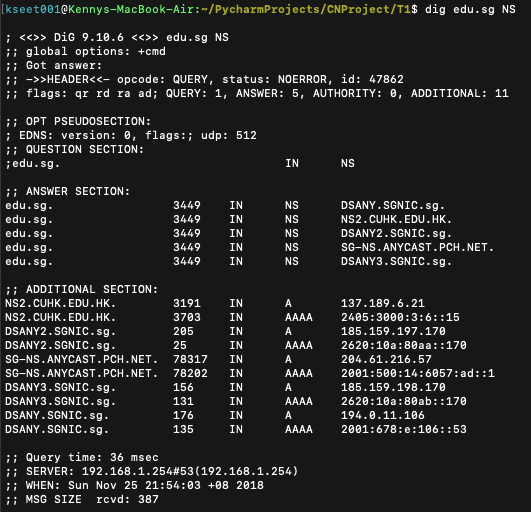 kseet001@Kennys-MacBook-Air:~/PycharmProjects/CNProject/T1$ dig edu.sg NS
; <<>> DiG 9.10.6 <<>> edu.sg NS
;; global options: +cmd
;; Got answer:
;; ->>HEADER<<- opcode: QUERY, status: NOERROR, id: 47862
;; flags: qr rd ra ad; QUERY: 1, ANSWER: 5, AUTHORITY: 0, ADDITIONAL: 11
;; OPT PSEUDOSECTION:
; EDNS: version: 0, flags:; udp: 512
;; QUESTION SECTION:
;edu.sg. IN NS
;; ANSWER SECTION:
edu.sg. 3449 IN NS DSANY.SGNIC.sg.
edu.sg. 3449 IN NS NS2.CUHK.EDU.HK.
edu.sg. 3449 IN NS DSANY2.SGNIC.sg.
edu.sg. 3449 IN NS SG-NS.ANYCAST.PCH.NET.
edu.sg. 3449 IN NS DSANY3.SGNIC.sg.
;; ADDITIONAL SECTION:
NS2.CUHK.EDU.HK. 3191 IN A 137.189.6.21
NS2.CUHK.EDU.HK. 3703 IN AAAA 2405:3000:3:6::15
DSANY2.SGNIC.sg. 205 IN A 185.159.197.170
DSANY2.SGNIC.sg. 25 IN AAAA 2620:10a:80aa::170
SG-NS.ANYCAST.PCH.NET. 78317 IN A 204.61.216.57
SG-NS.ANYCAST.PCH.NET. 78202 IN AAAA 2001:500:14:6057:ad::1
DSANY3.SGNIC.sg. 156 IN A 185.159.198.170
DSANY3.SGNIC.sg. 131 IN AAAA 2620:10a:80ab::170
DSANY.SGNIC.sg. 176 IN A 194.0.11.106
DSANY.SGNIC.sg. 135 IN AAAA 2001:678:e:106::53
;; Query time: 36 msec
;; SERVER: 192.168.1.254#53(192.168.1.254)
;; WHEN: Sun Nov 25 21:54:03 +08 2018
;; MSG SIZE rcvd: 387